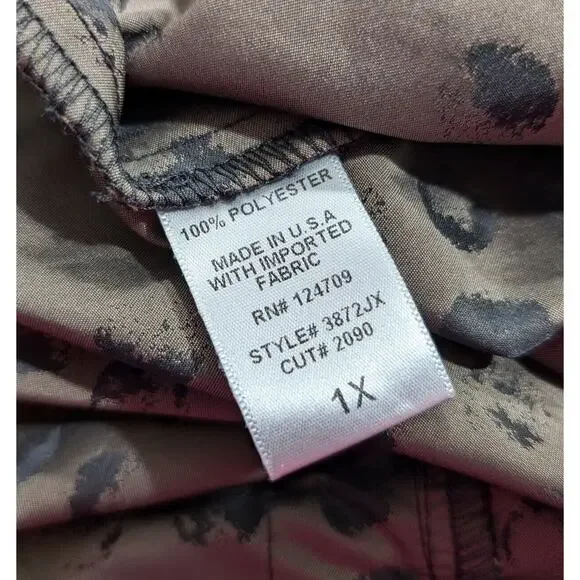 100% POLYESTER
MADE IN U.S.A
WITH IMPORTED
FABRIC
RN# 124709
STYLE# 3872JX
CUT# 2090
1X